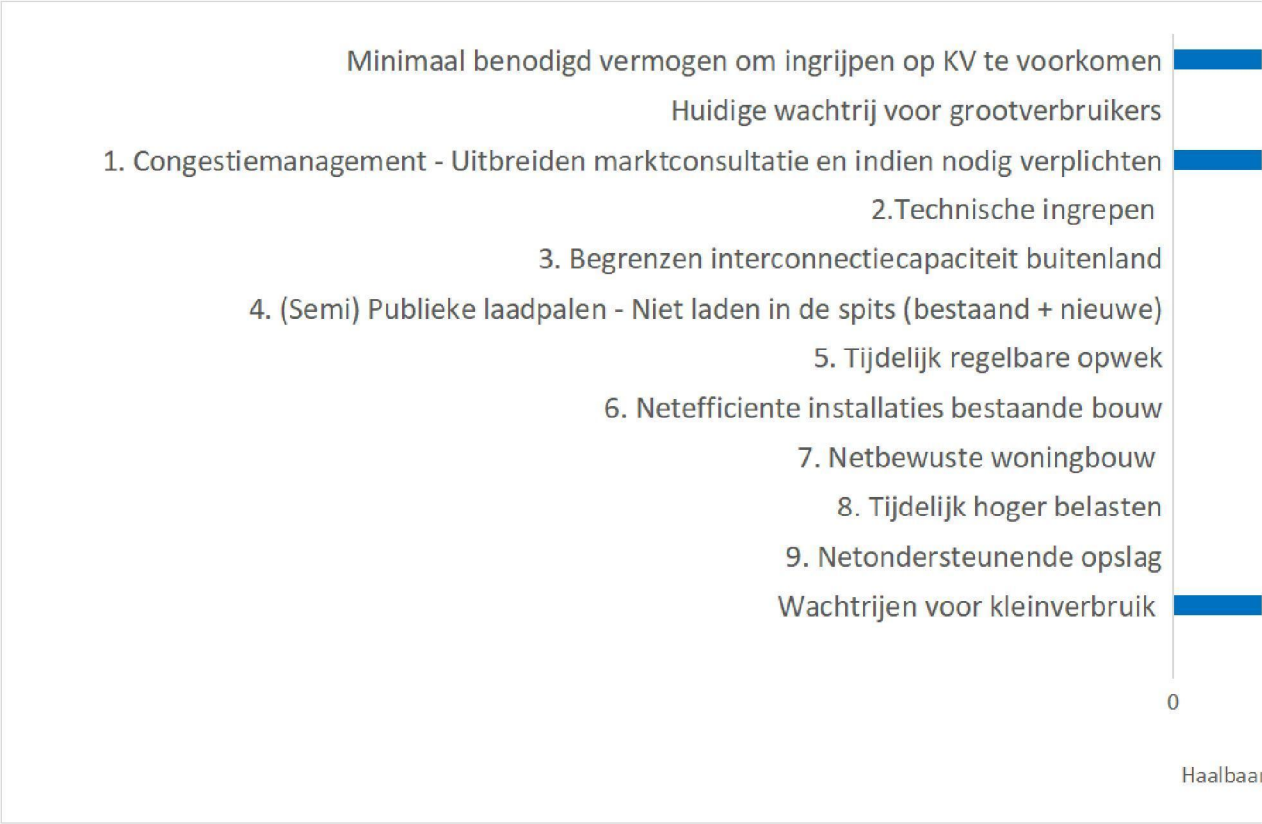 Minimaal benodigd vermogen om ingrijpen op KV te voorkomen
Huidige wachtrij voor grootverbruikers
1. Congestiemanagement - Uitbreiden marktconsultatie en indien nodig verplichten
2.Technische ingrepen
3. Begrenzen interconnectiecapaciteit buitenland
4. (Semi) Publieke laadpalen - Niet laden in de spits (bestaand + nieuwe)
5. Tijdelijk regelbare opwek
6. Netefficiente installaties bestaande bouw
7. Netbewuste woningbouw
8. Tijdelijk hoger belasten
9. Netondersteunende opslag
Wachtrijen voor kleinverbruik
0